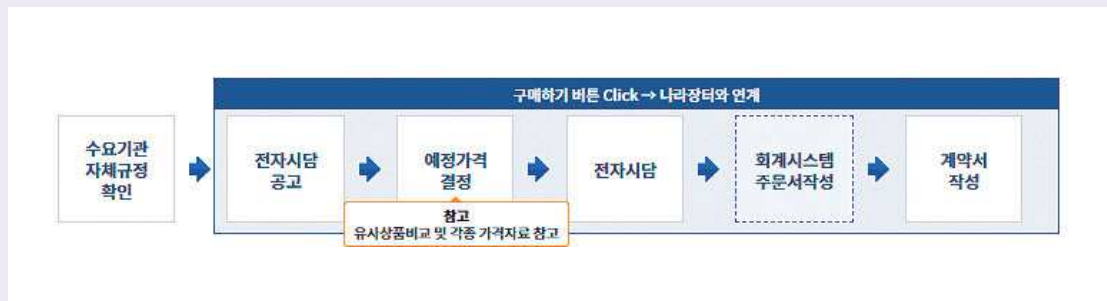 구매하기 버튼 Click → 나라장터와 연계
수요기관
자체규정
확인
전자시담
공고
예정가격
결정
전자시담
회계시스템
주문서작성
계약서
작성
참고
유사상품비교 및 각종 가격자료 참고